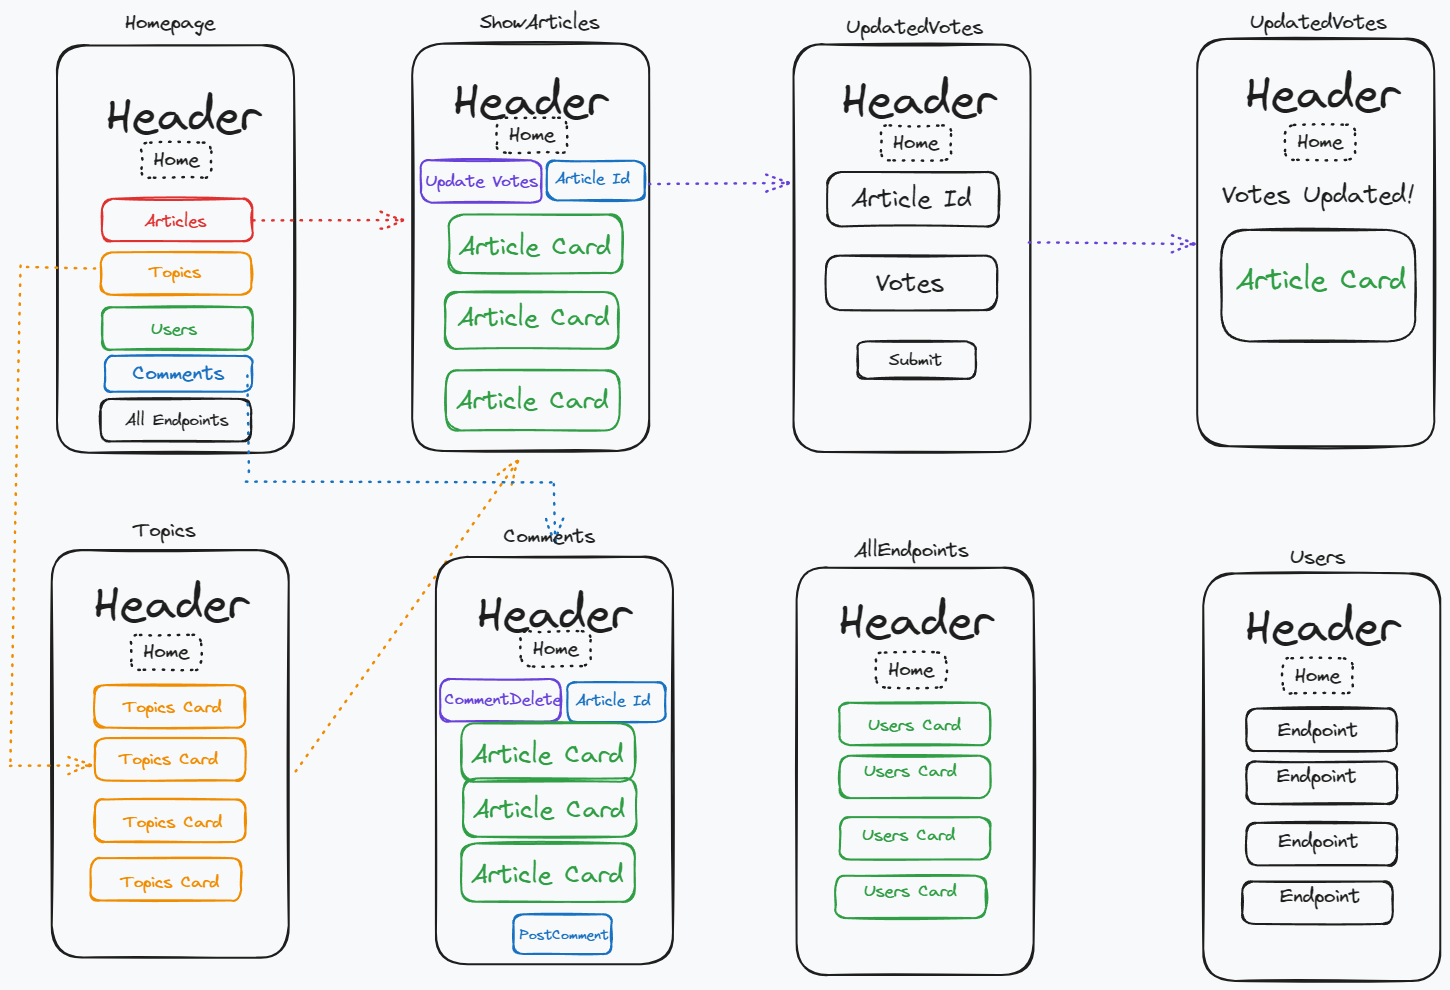 Homepage
Header
Home
Articles
Topics
Users
Comments
All Endpoints
ShowArticles
Header
Home
Update Votes
Article Id
Article Card
Article Card
Article Card
UpdatedVotes
Header
Home
Article Id
Votes
Submit
UpdatedVotes
Header
Home
Votes Updated!
Article Card
Topics
Header
Home
Topics Card
Topics Card
Topics Card
Topics Card
Comments
Header
Home
CommentDelete
Article Id
Article Card
Article Card
Article Card
PostComment
AllEndpoints
Header
Home
Users Card
Users Card
Users Card
Users Card
Users
Header
Home
Endpoint
Endpoint
Endpoint
Endpoint